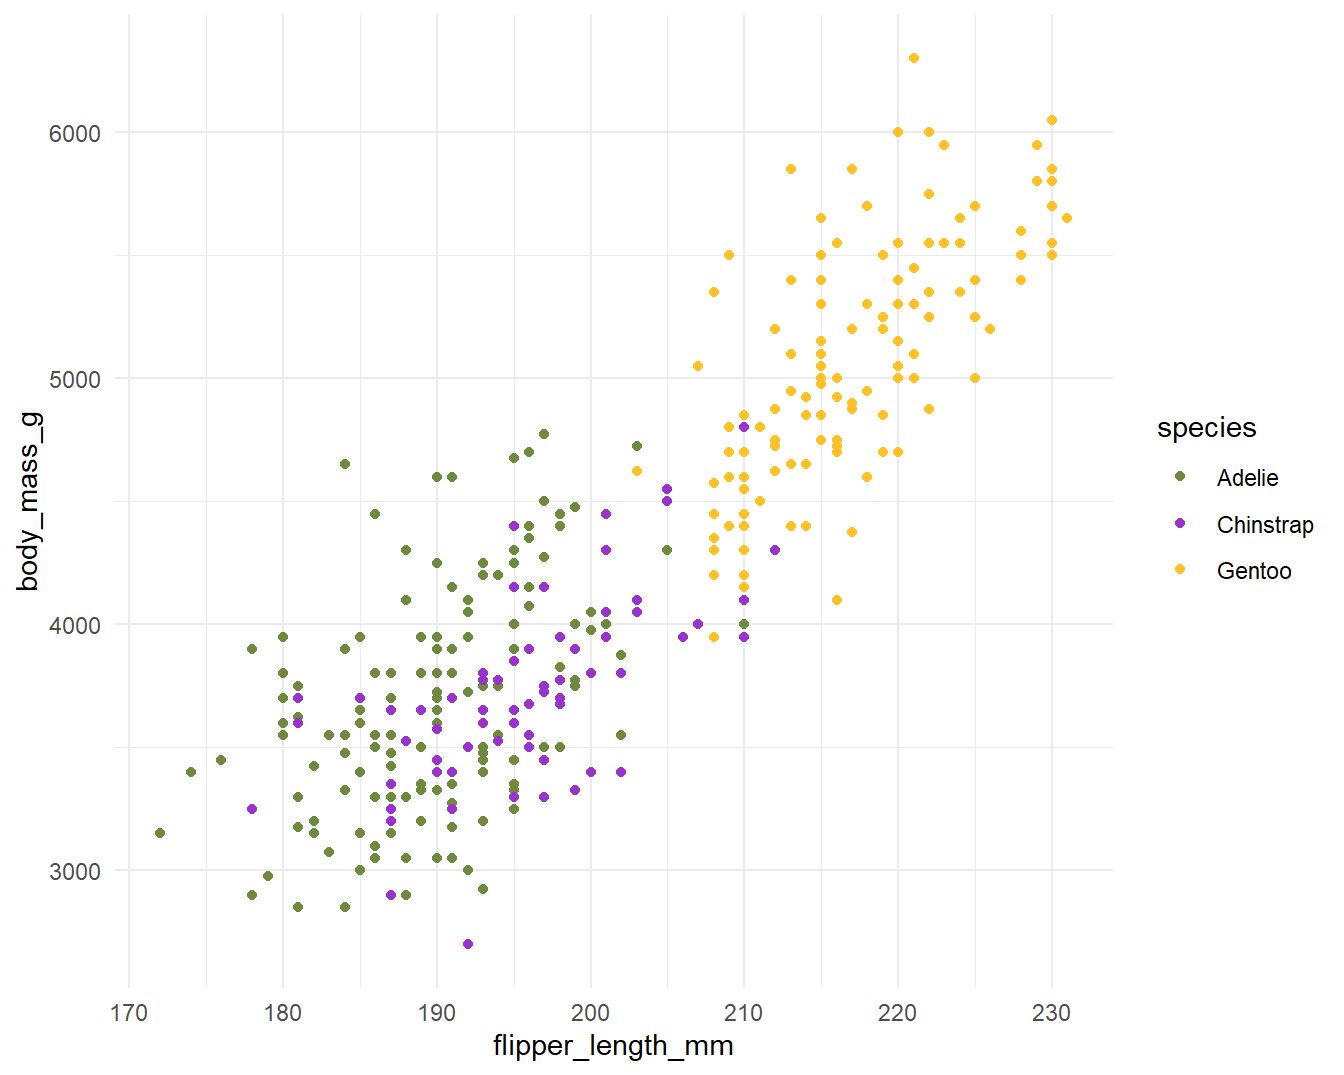 6000
5000
4000
3000
body_mass_g
170 180 190 200 210 220 230
flipper_length_mm
species
Adelie
Chinstrap
Gentoo